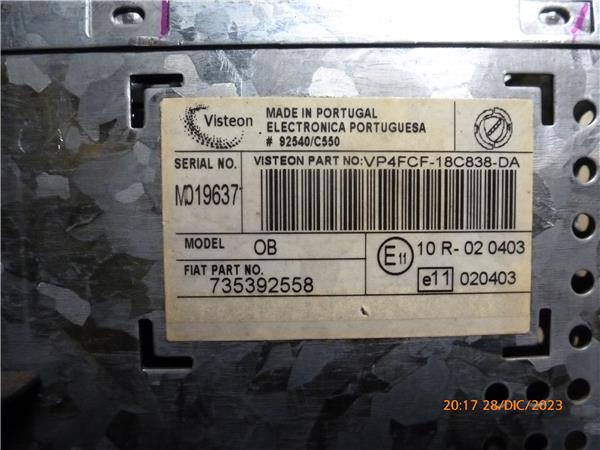 Visteon
MADE IN PORTUGAL
ELECTRONICA PORTUGUESA
# 92540/C550
SERIAL NO.
VISTEON PART NO:VP4FCF-18C838-DA
M019637
MODEL OB
E11 10 R- 02 0403
FIAT PART NO.
735392558
e11 020403
20:17 28/DIC/2023